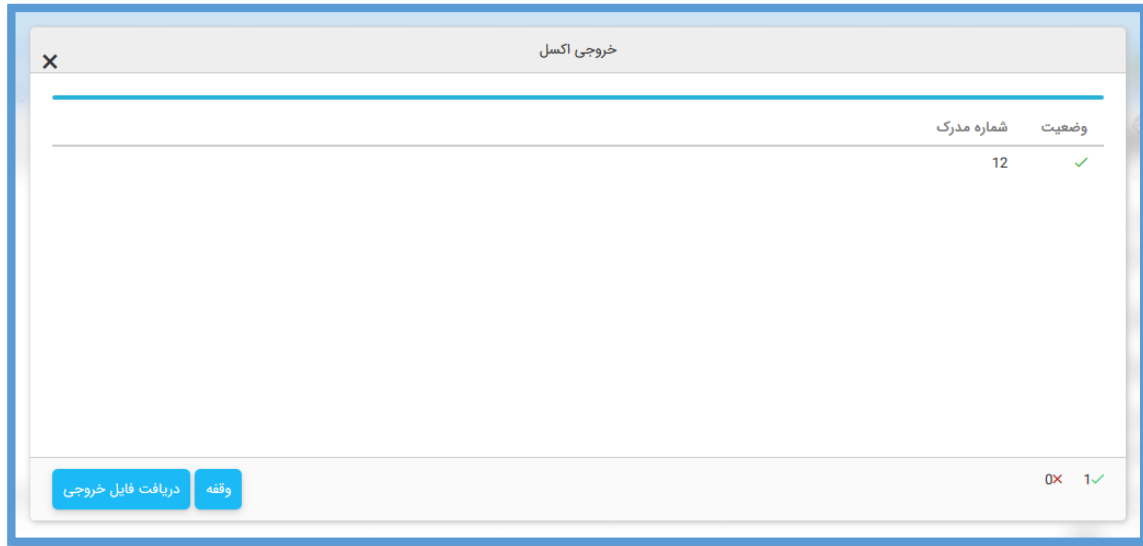 خروجی اکسل
وضعیت شماره مدرک
12
1 0
وقفه دریافت فایل خروجی